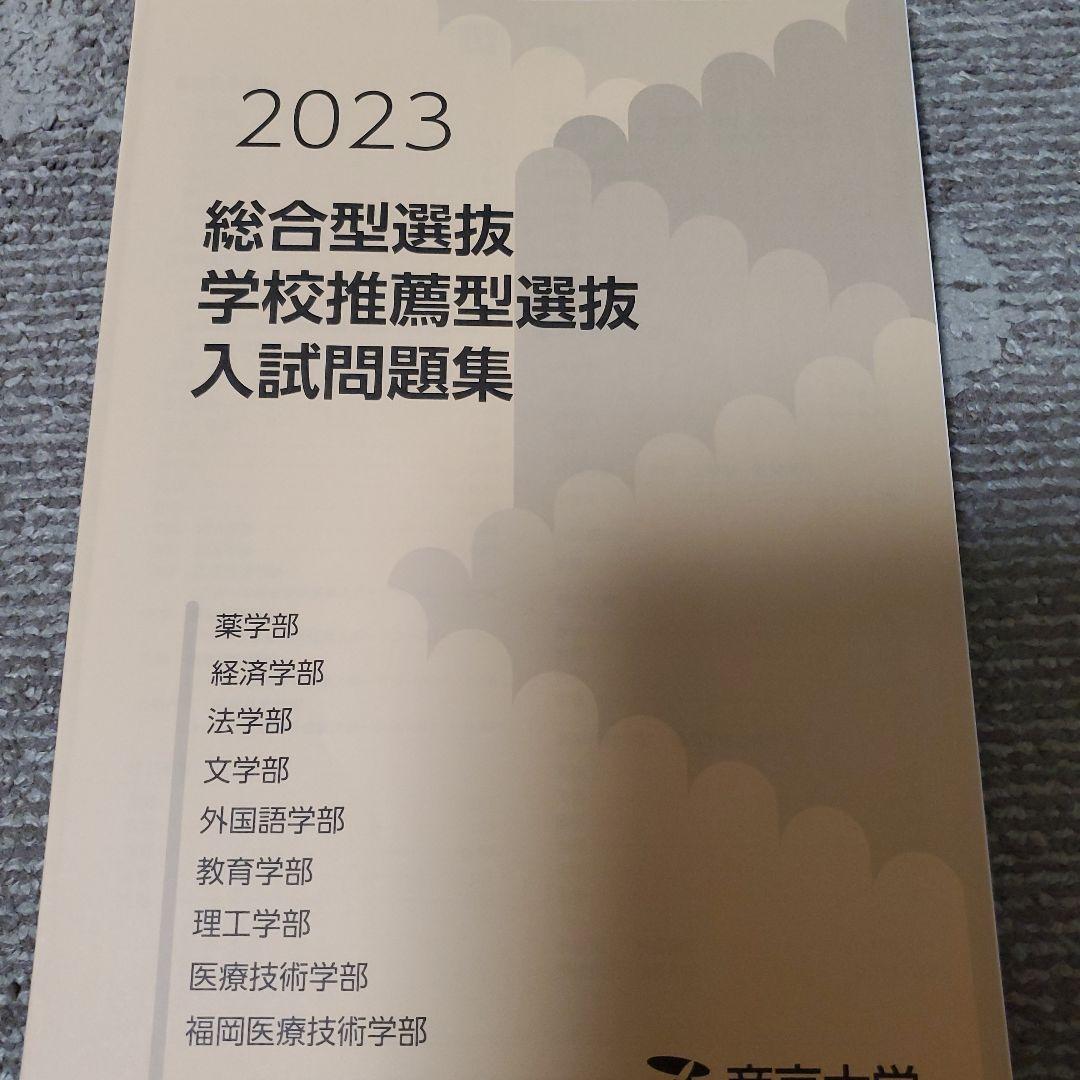 2023
総合型選抜
学校推薦型選抜
入試問題集
薬学部
経済学部
法学部
文学部
外国語学部
教育学部
理工学部
医療技術学部
福岡医療技術学部
大学